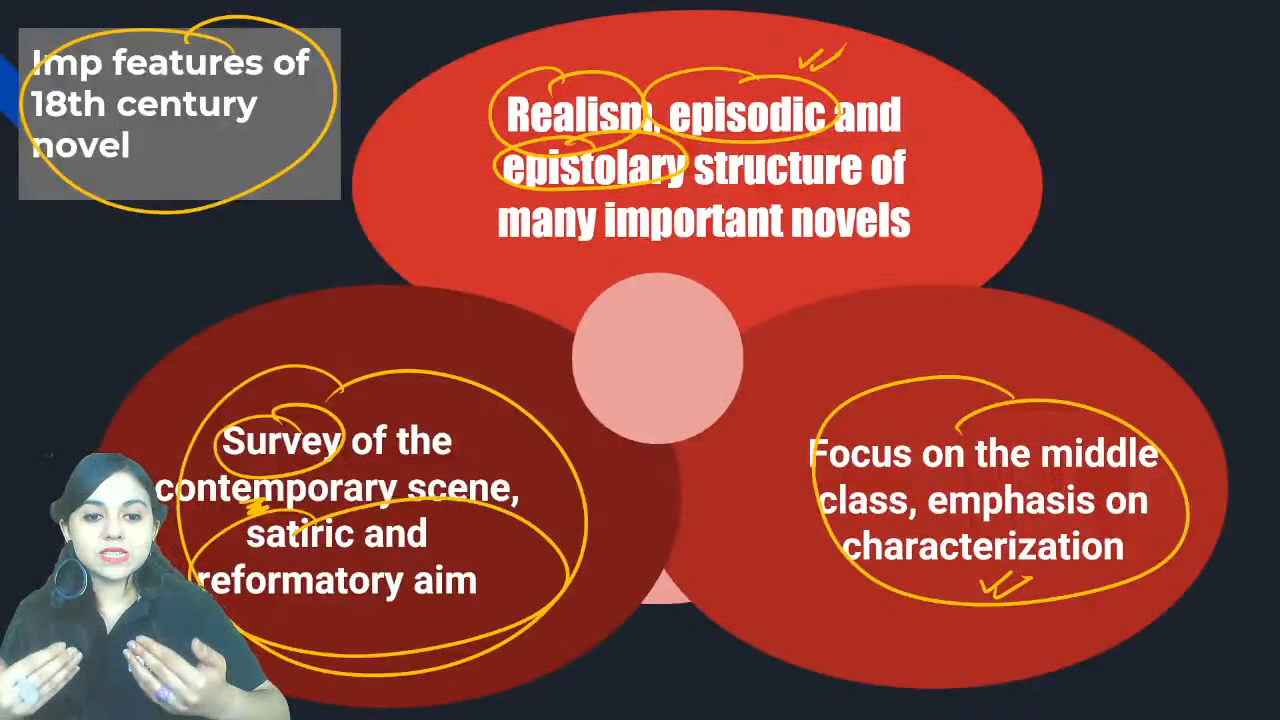 Imp features of
18th century
novel
Realism, episodic and
epistolary structure of
many important novels
Survey of the
contemporary scene,
satiric and
reformatory aim
Focus on the middle
class, emphasis on
characterization